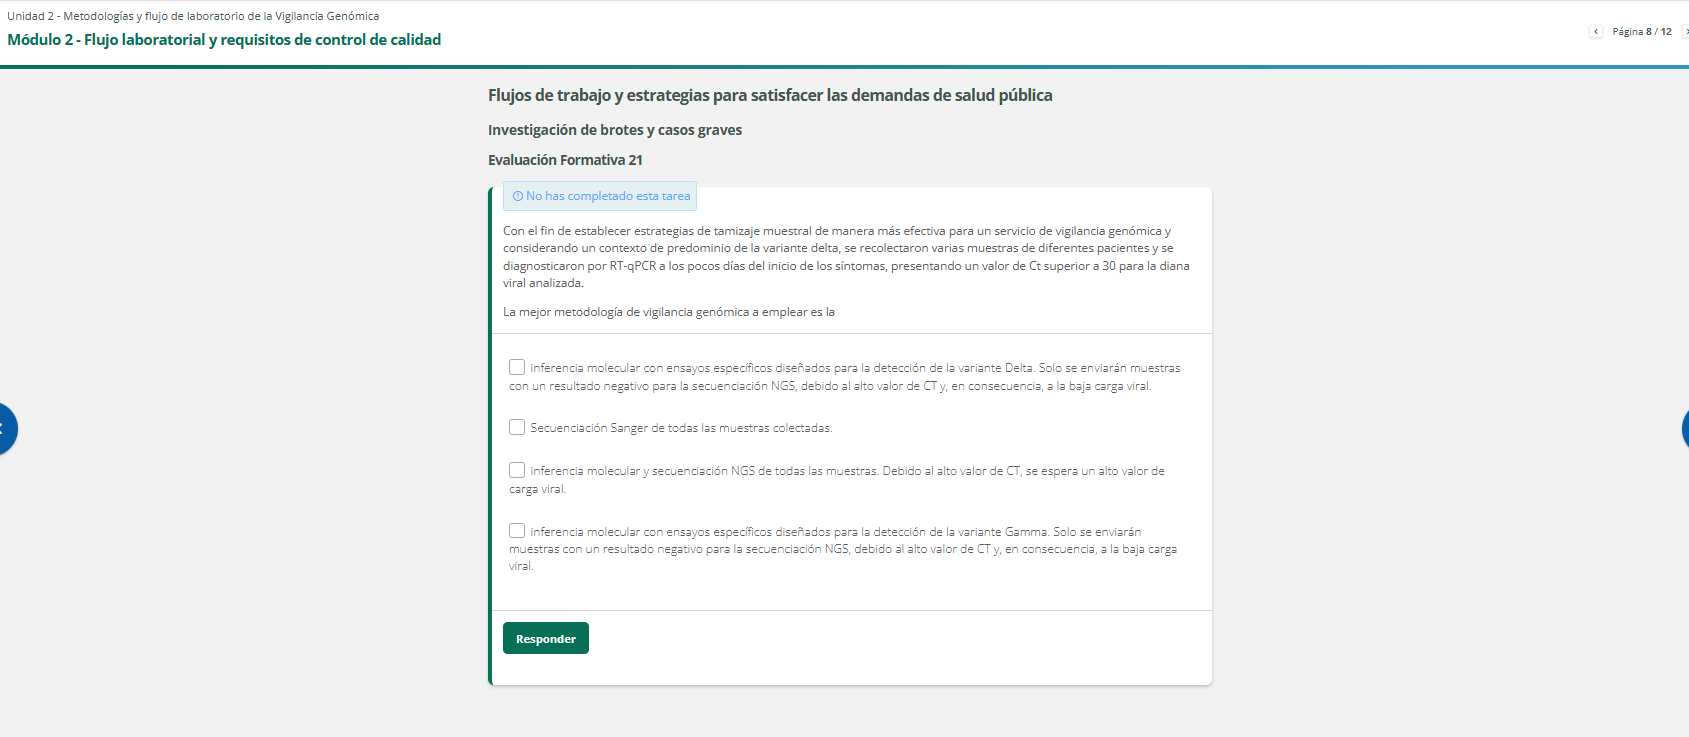 Unidad 2 - Metodologías y flujo de laboratorio de la Vigilancia Genómica
Módulo 2 - Flujo laboratorial y requisitos de control de calidad
Página 8 / 12
Flujos de trabajo y estrategias para satisfacer las demandas de salud pública
Investigación de brotes y casos graves
Evaluación Formativa 21
No has completado esta tarea
Con el fin de establecer estrategias de tamizaje muestral de manera más efectiva para un servicio de vigilancia genómica y
considerando un contexto de predominio de la variante delta, se recolectaron varias muestras de diferentes pacientes y se
diagnosticaron por RT-qPCR a los pocos días del inicio de los síntomas, presentando un valor de Ct superior a 30 para la diana
viral analizada.
La mejor metodología de vigilancia genómica a emplear es la
inferencia molecular con ensayos específicos diseñados para la detección de la variante Delta. Solo se enviarán muestras
con un resultado negativo para la secuenciación NGS, debido al alto valor de CT y, en consecuencia, a la baja carga viral.
Secuenciación Sanger de todas las muestras colectadas.
inferencia molecular y secuenciación NGS de todas las muestras. Debido al alto valor de CT, se espera un alto valor de
carga viral.
inferencia molecular con ensayos específicos diseñados para la detección de la variante Gamma. Solo se enviarán
muestras con un resultado negativo para la secuenciación NGS, debido al alto valor de CT y, en consecuencia, a la baja carga
viral.
Responder